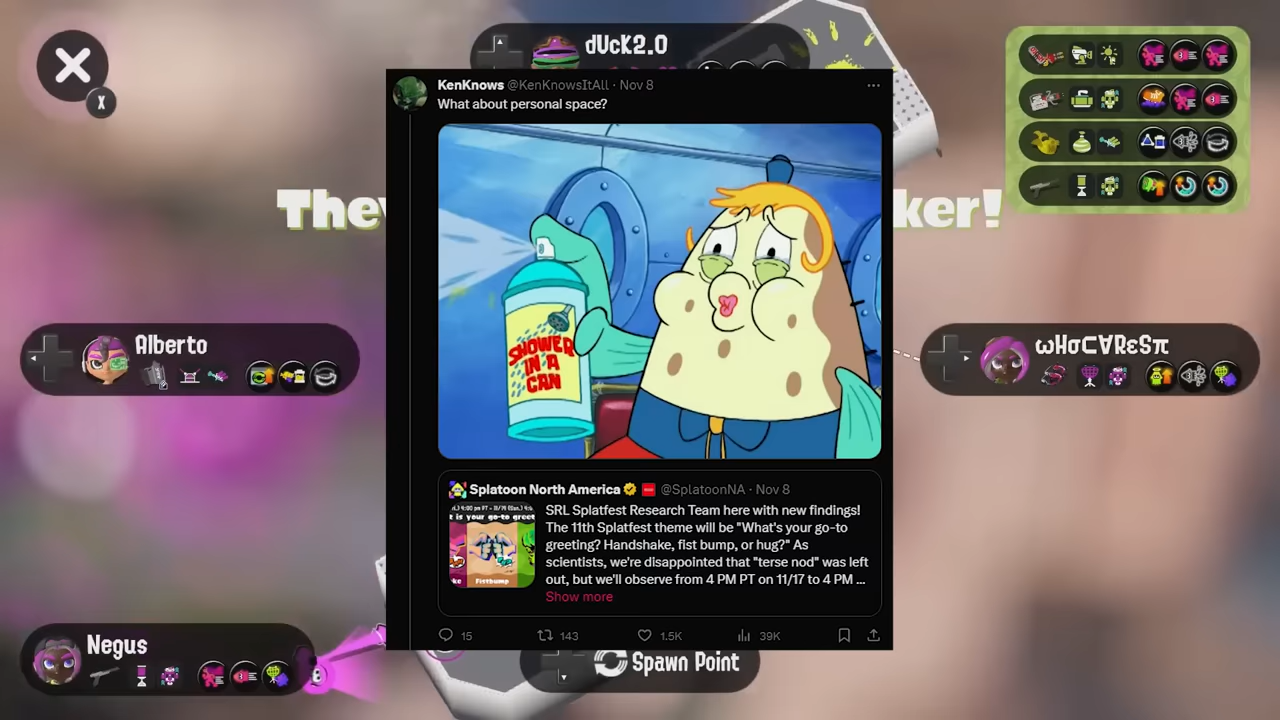 X
dUcK2.0
KenKnows @KenKnowsItAll · Nov 8
What about personal space?
They
ker!
SHOWER
IN A
CAN
Alberto
ωHσ⊂∀RεSπ
Splatoon North America @SplatoonNA · Nov 8
SRL Splatfest Research Team here with new findings!
The 11th Splatfest theme will be "What's your go-to
greeting? Handshake, fist bump, or hug?" As
scientists, we're disappointed that "terse nod" was left
out, but we'll observe from 4 PM PT on 11/17 to 4 PM ...
Show more
Fistbump
15 143 1.5K 39K
Negus
Spawn Point